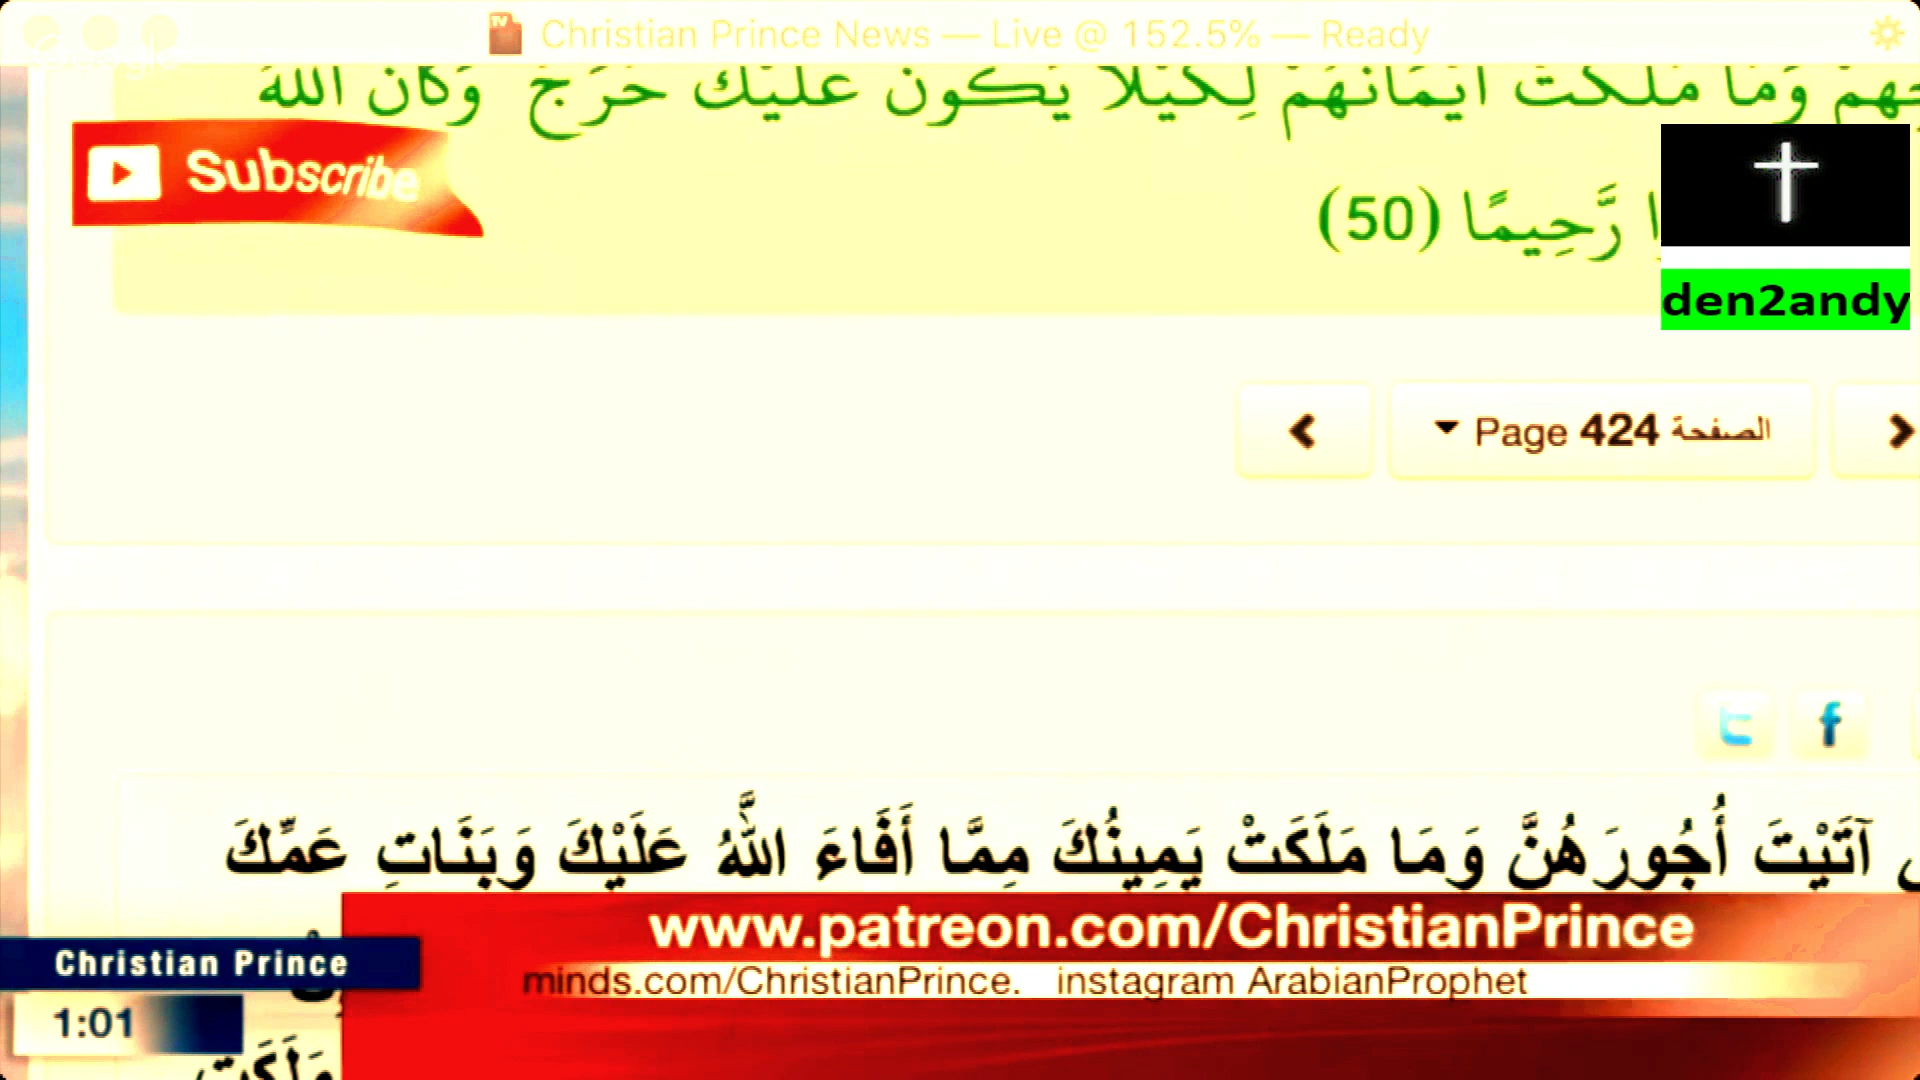 Christian Prince News — Live @ 152.5% — Ready
وَمَا مَلَكَتْ أَيْمَانُهُمْ لِكَيْلَا يَكُونَ عَلَيْكَ حَرَجٌ وَكَانَ اللَّهُ
Subscribe
رَّحِيمًا (50)
den2andy
الصفحة Page 424
آتَيْتَ أُجُورَهُنَّ وَمَا مَلَكَتْ يَمِينُكَ مِمَّا أَفَاءَ اللَّهُ عَلَيْكَ وَبَنَاتِ عَمِّكَ
www.patreon.com/ChristianPrince
Christian Prince
minds.com/ChristianPrince. instagram ArabianProphet
1:01
مَلَكَتْ